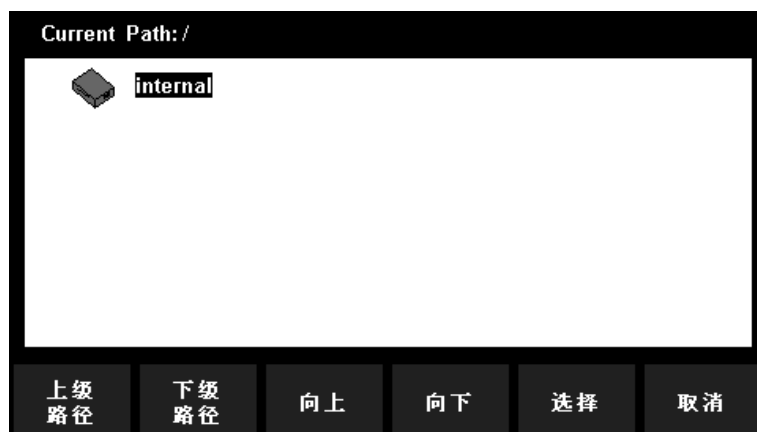 Current Path: /
internal
上级
路径
下级
路径
向上
向下
选择
取消